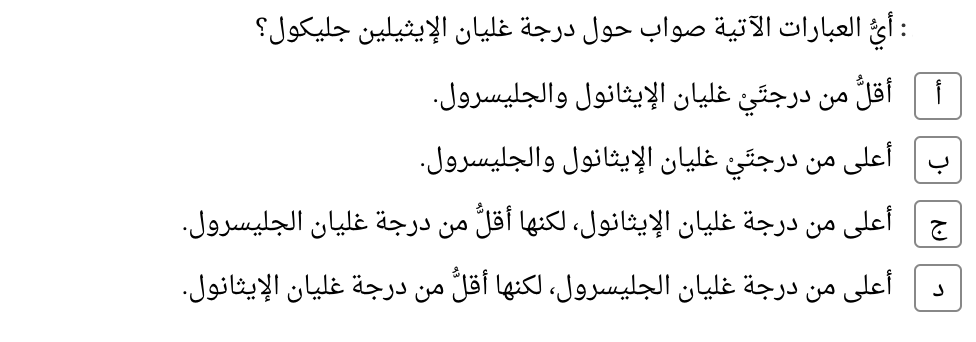 : أيُّ العبارات الآتية صواب حول درجة غليان الإيثيلين جليكول؟
أ أقلُّ من درجتَيْ غليان الإيثانول والجليسرول.
ب أعلى من درجتَيْ غليان الإيثانول والجليسرول.
ج أعلى من درجة غليان الإيثانول، لكنها أقلُّ من درجة غليان الجليسرول.
د أعلى من درجة غليان الجليسرول، لكنها أقلُّ من درجة غليان الإيثانول.